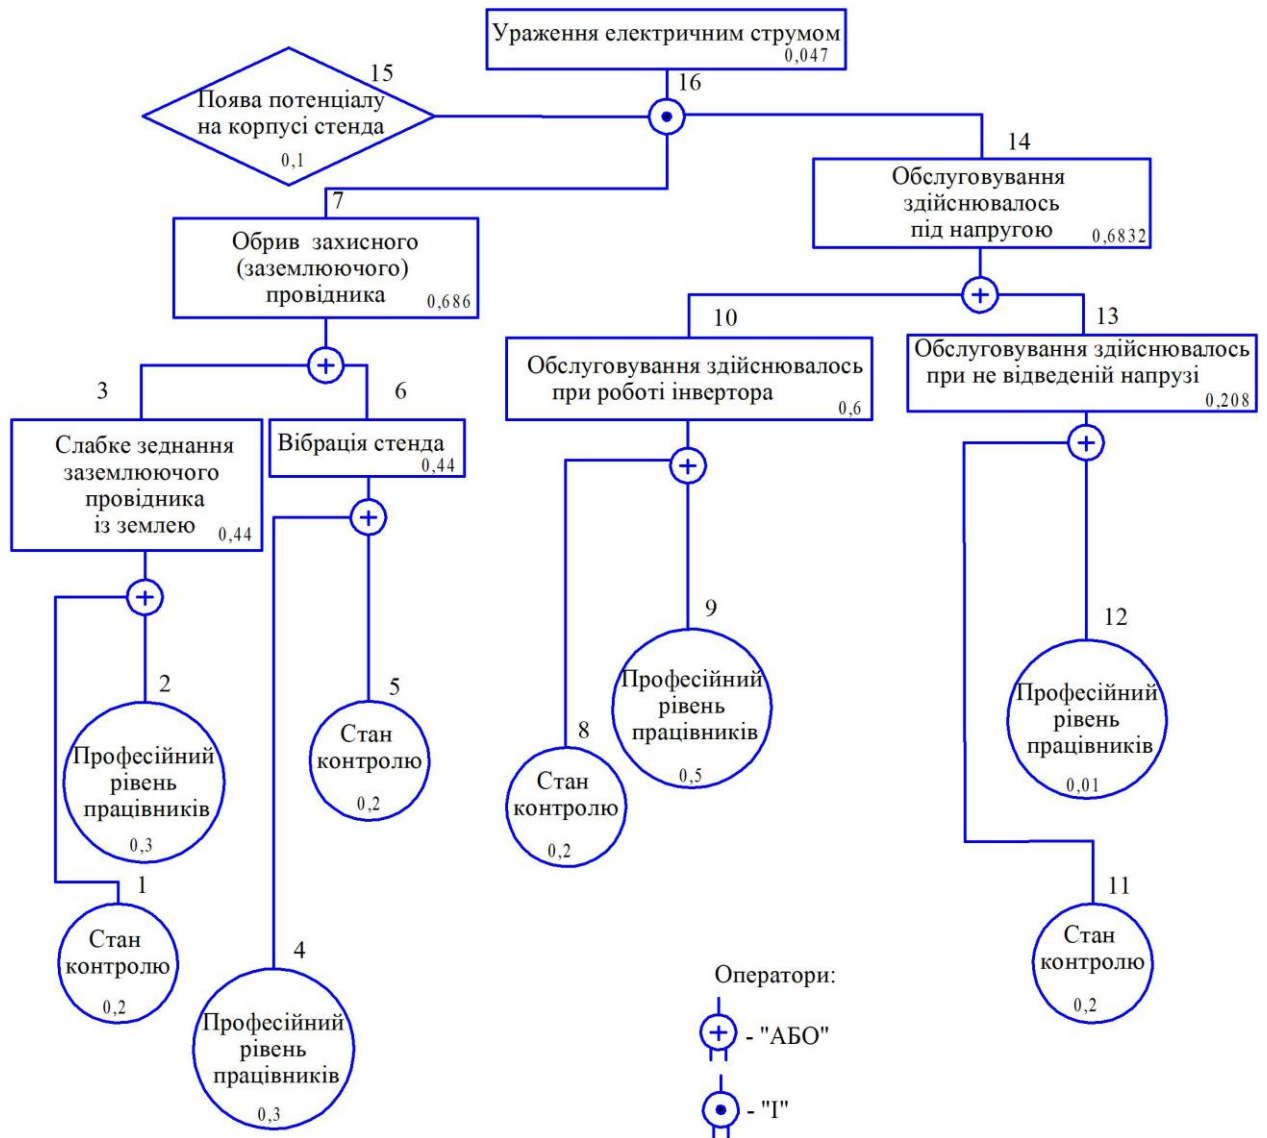 Ураження електричним струмом
0,047
15
16
Поява потенціалу
на корпусі стенда
0,1
14
Обслуговування
здійснювалось
під напругою
0,6832
7
Обрив захисного
(заземлюючого)
провідника
0,686
10
13
Обслуговування здійснювалось
при роботі інвертора
0,6
Обслуговування здійснювалось
при не відведеній напрузі
0,208
3
6
Слабке зеднання
заземлюючого
провідника
із землею
0,44
Вібрація стенда
0,44
9
12
Професійний
рівень
працівників
0,5
Професійний
рівень
працівників
0,01
2
5
8
Професійний
рівень
працівників
0,3
Стан
контролю
0,2
Стан
контролю
0,2
1
11
Стан
контролю
0,2
4
Професійний
рівень
працівників
0,3
Стан
контролю
0,2
Оператори:
- "АБО"
- "І"